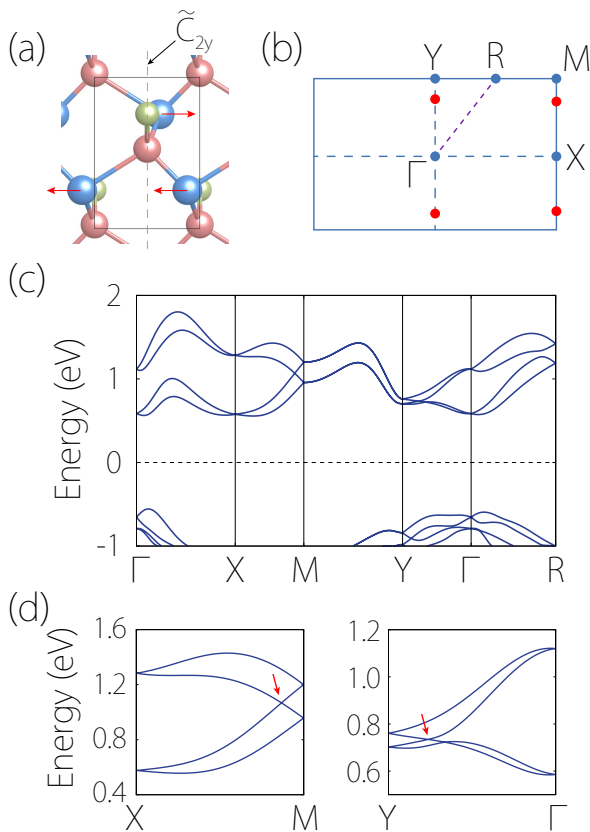 (a)
C̃2y
(b)
Y R M
Γ X
(c)
Energy (eV)
2
1
0
-1
Γ X M Y Γ R
(d)
Energy (eV)
1.6
1.2
0.8
0.4
X M
1.2
1.0
0.8
0.6
Y Γ